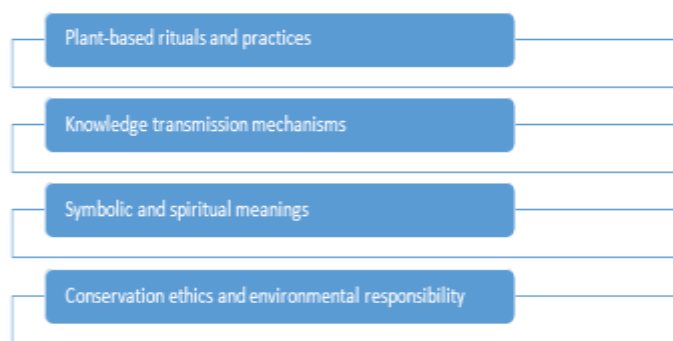 Plant-based rituals and practices
Knowledge transmission mechanisms
Symbolic and spiritual meanings
Conservation ethics and environmental responsibility